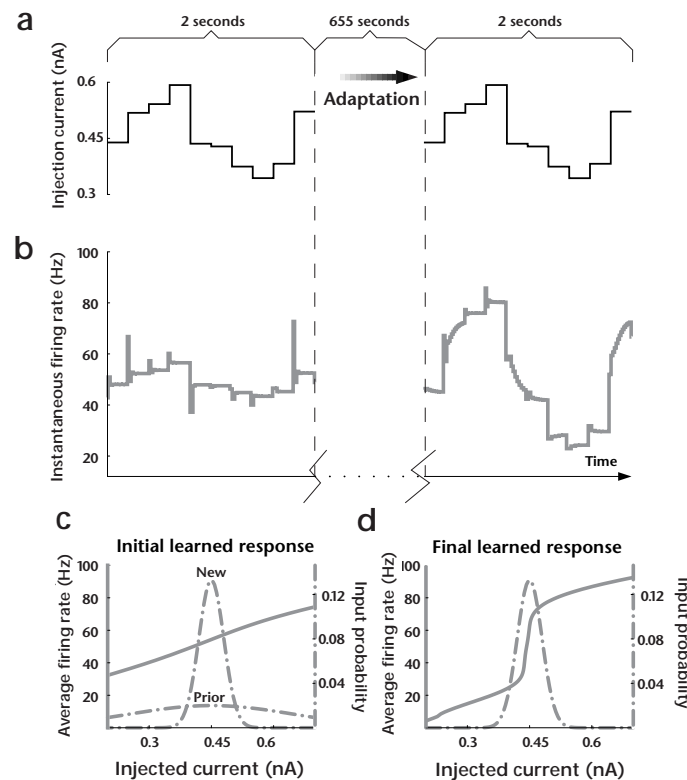 a
2 seconds
655 seconds
2 seconds
Injection current (nA)
0.6
0.45
0.3
Adaptation
b
Instantaneous firing rate (Hz)
100
80
60
40
20
Time
c
Initial learned response
Average firing rate (Hz)
100
80
60
40
20
New
Prior
0.12
0.08
0.04
Input probability
0.3
0.45
0.6
Injected current (nA)
d
Final learned response
Average firing rate (Hz)
100
80
60
40
20
0.12
0.08
0.04
Input probability
0.3
0.45
0.6
Injected current (nA)